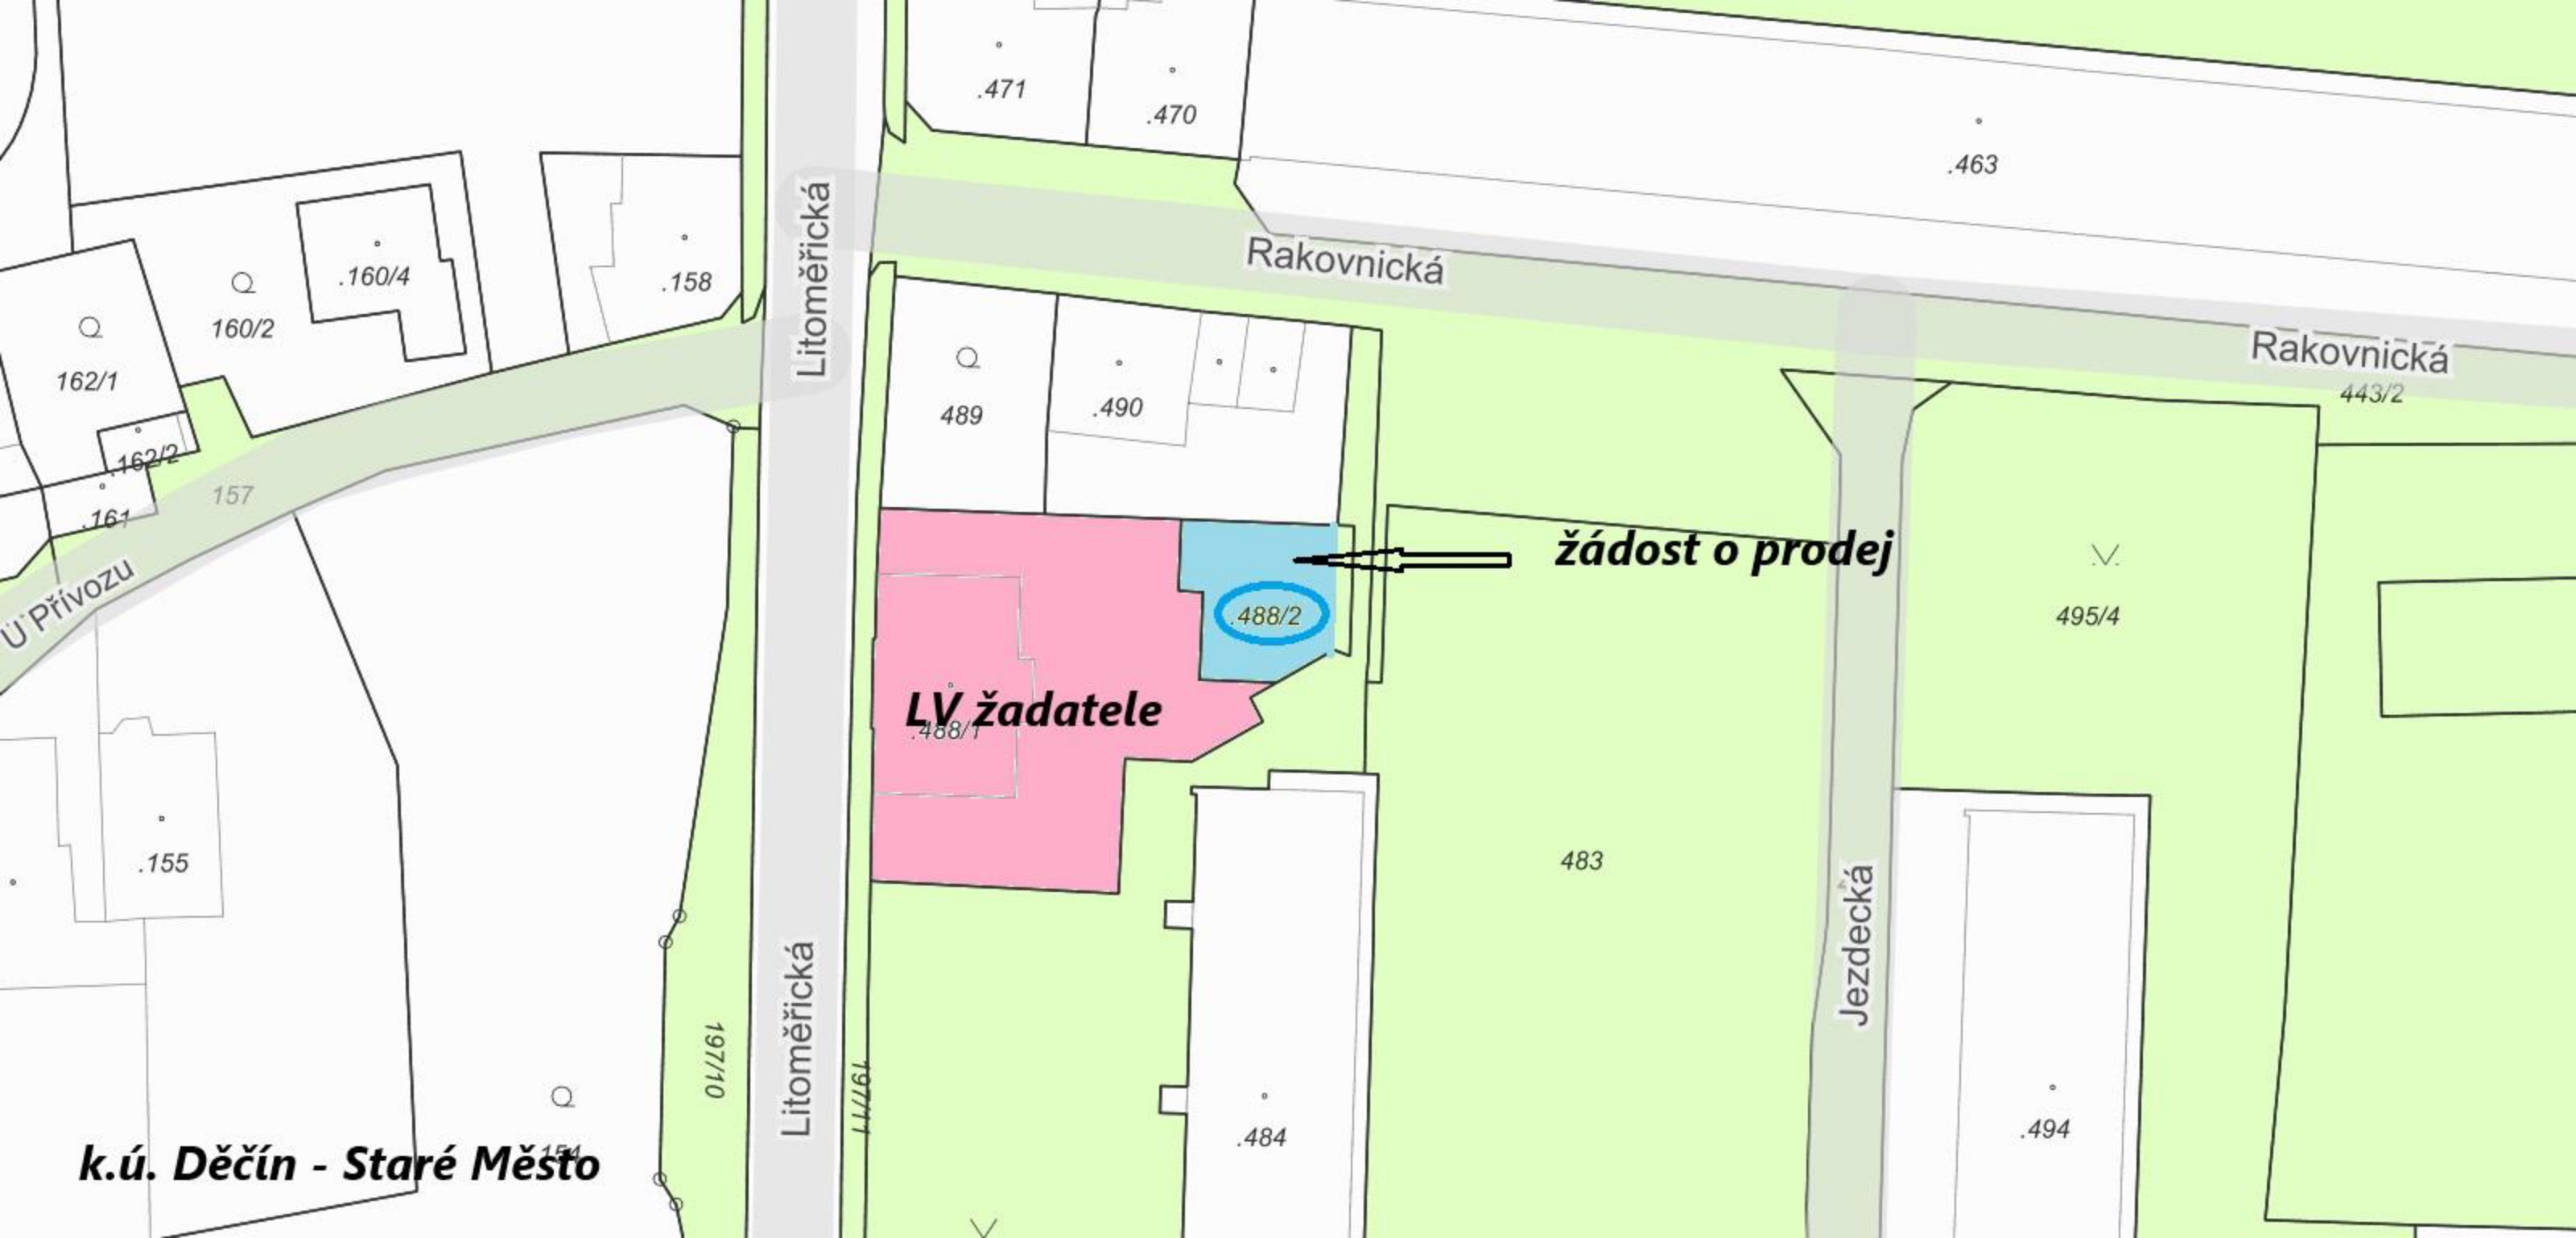 .471
.470
.463
Litoměřická
Rakovnická
.160/4
.158
160/2
162/1
Rakovnická
443/2
489
.490
.162/2
157
.161
žádost o prodej
U Přívozu
.488/2
495/4
LV žadatele
.488/1
.155
483
Jezdecká
Litoměřická
197/10
197/11
.484
.494
154
k.ú. Děčín - Staré Město